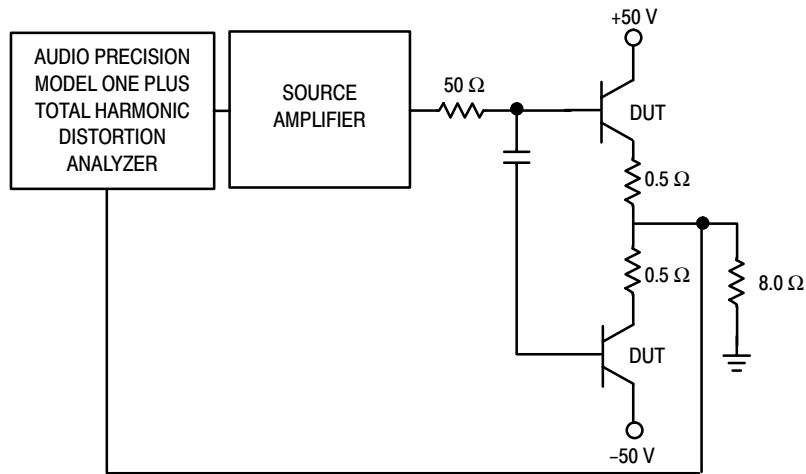 +50 V
AUDIO PRECISION
MODEL ONE PLUS
TOTAL HARMONIC
DISTORTION
ANALYZER
SOURCE
AMPLIFIER
50 Ω
DUT
0.5 Ω
0.5 Ω
8.0 Ω
DUT
–50 V